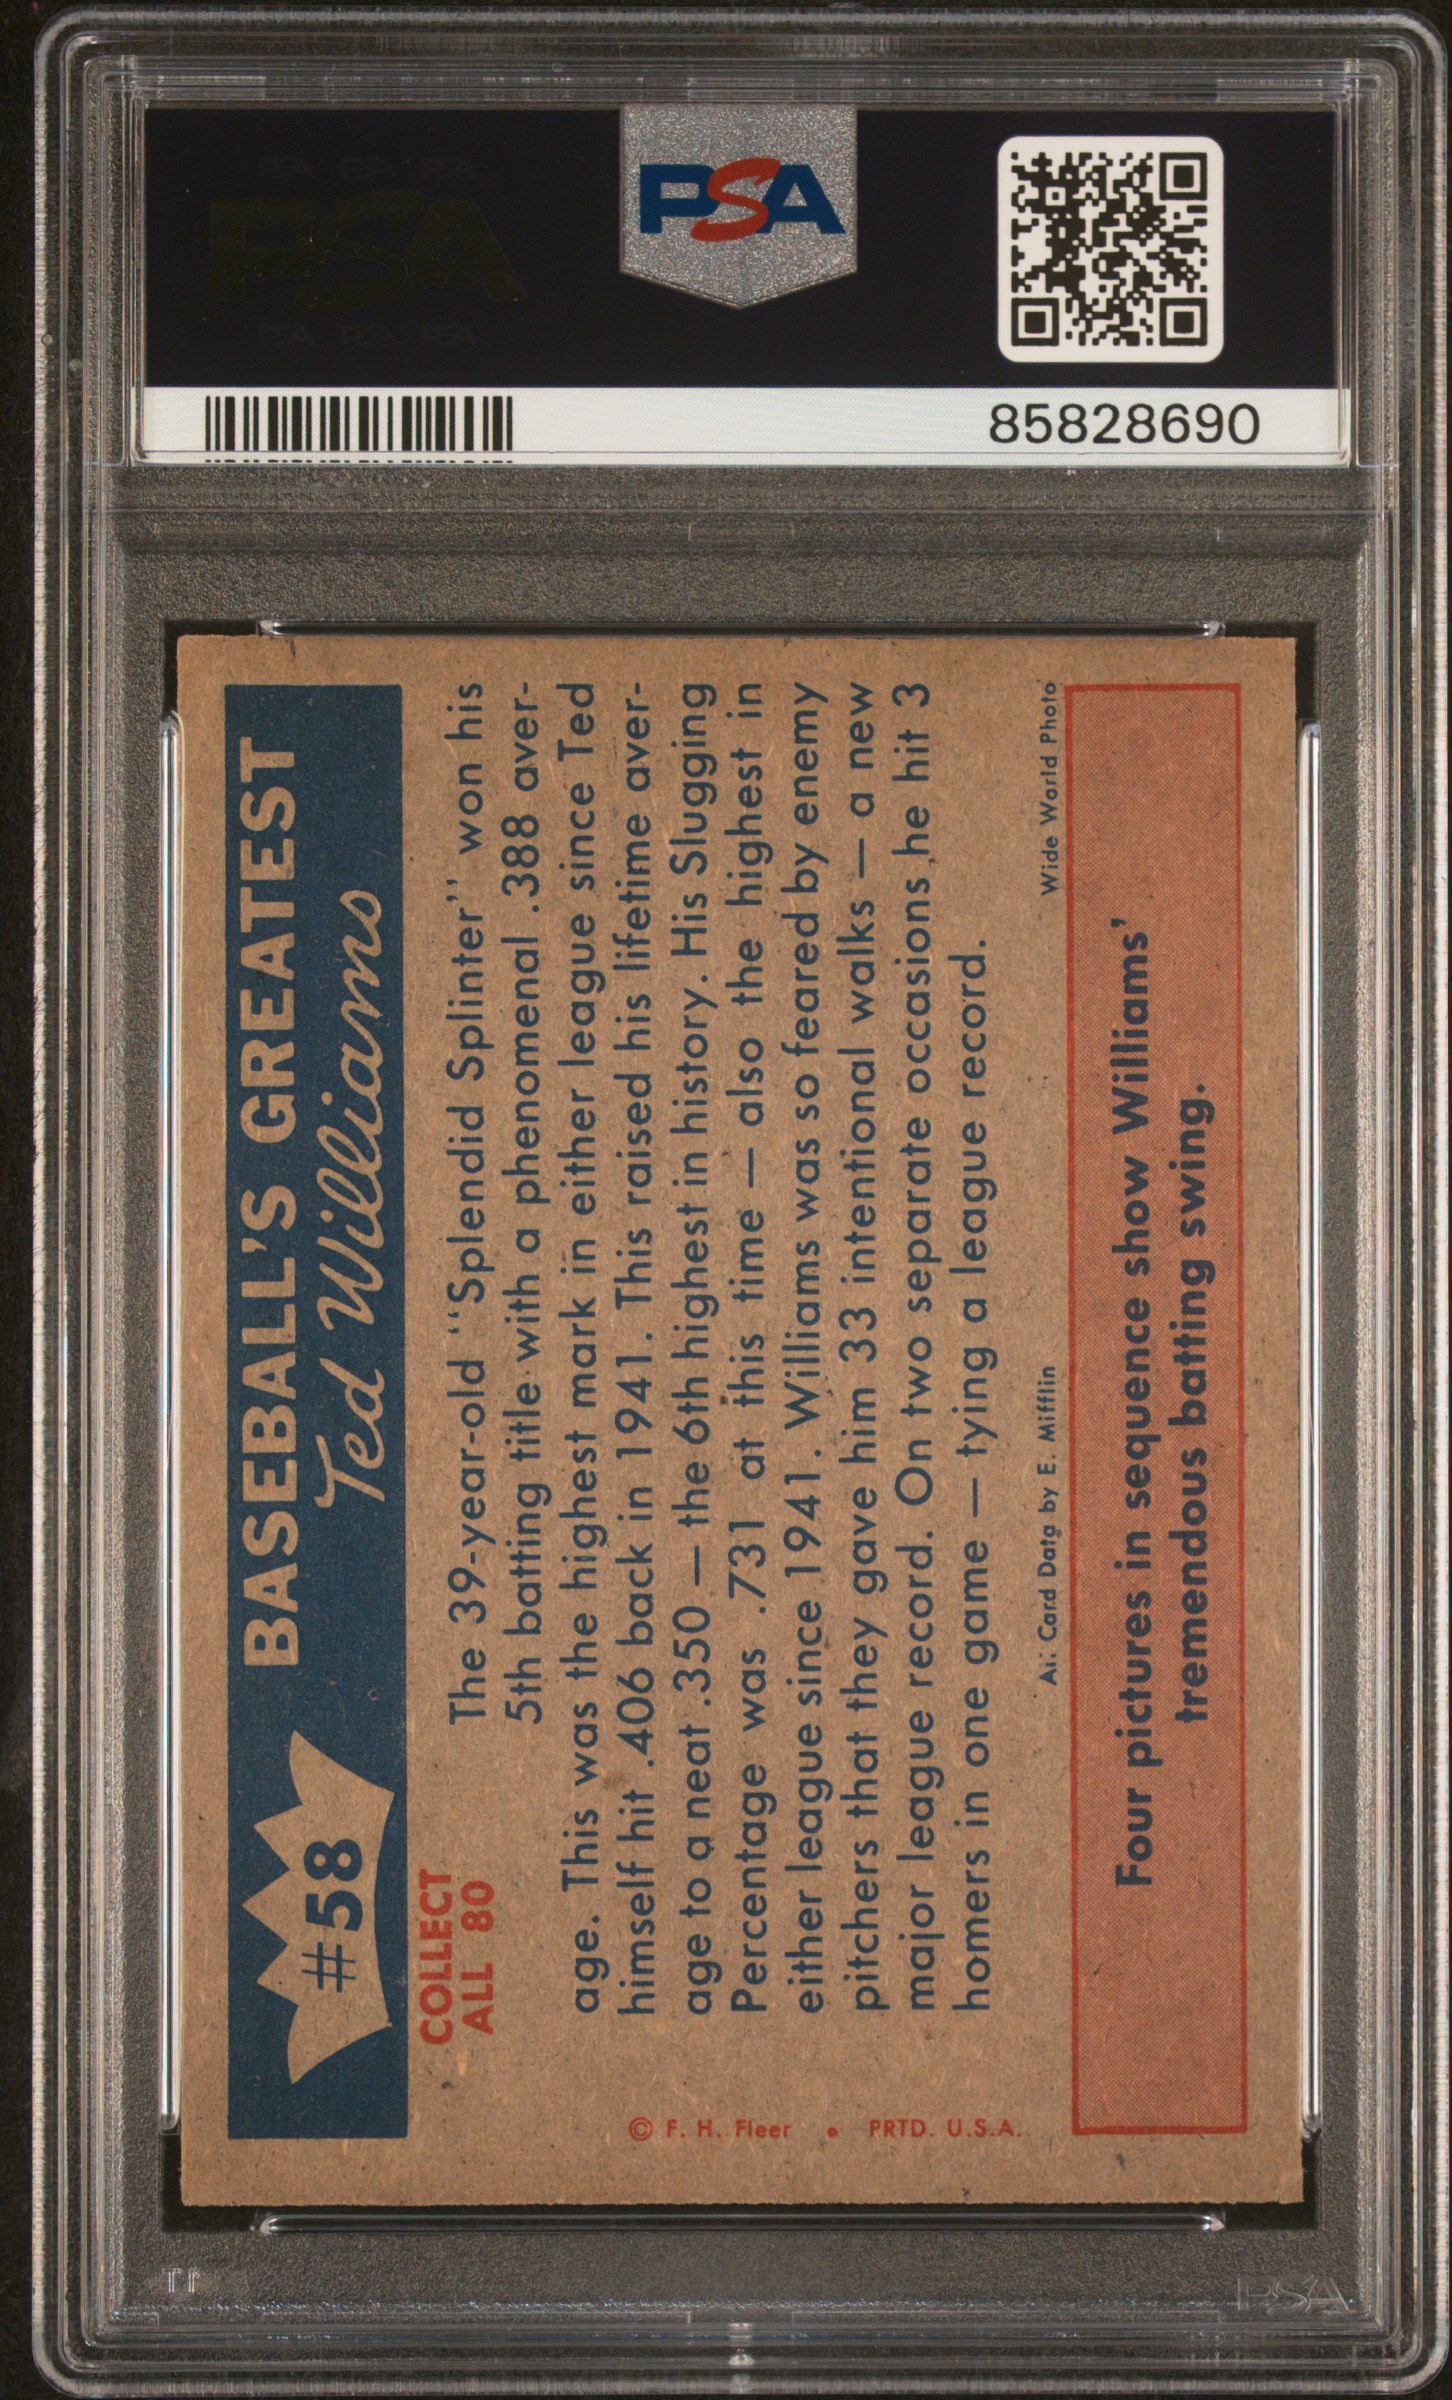 PSA
85828690
BASEBALL'S GREATEST
Ted Williams
#58
COLLECT
ALL 80
The 39-year-old "Splendid Splinter" won his
5th batting title with a phenomenal .388 aver-
age. This was the highest mark in either league since Ted
himself hit .406 back in 1941. This raised his lifetime aver-
age to a neat .350 — the 6th highest in history. His Slugging
Percentage was .731 at this time — also the highest in
either league since 1941. Williams was so feared by enemy
pitchers that they gave him 33 intentional walks — a new
major league record. On two separate occasions he hit 3
homers in one game — tying a league record.
All Card Data by E. Mifflin
Wide World Photo
Four pictures in sequence show Williams'
tremendous batting swing.
© F. H. Fleer • PRTD. U.S.A.
PSA